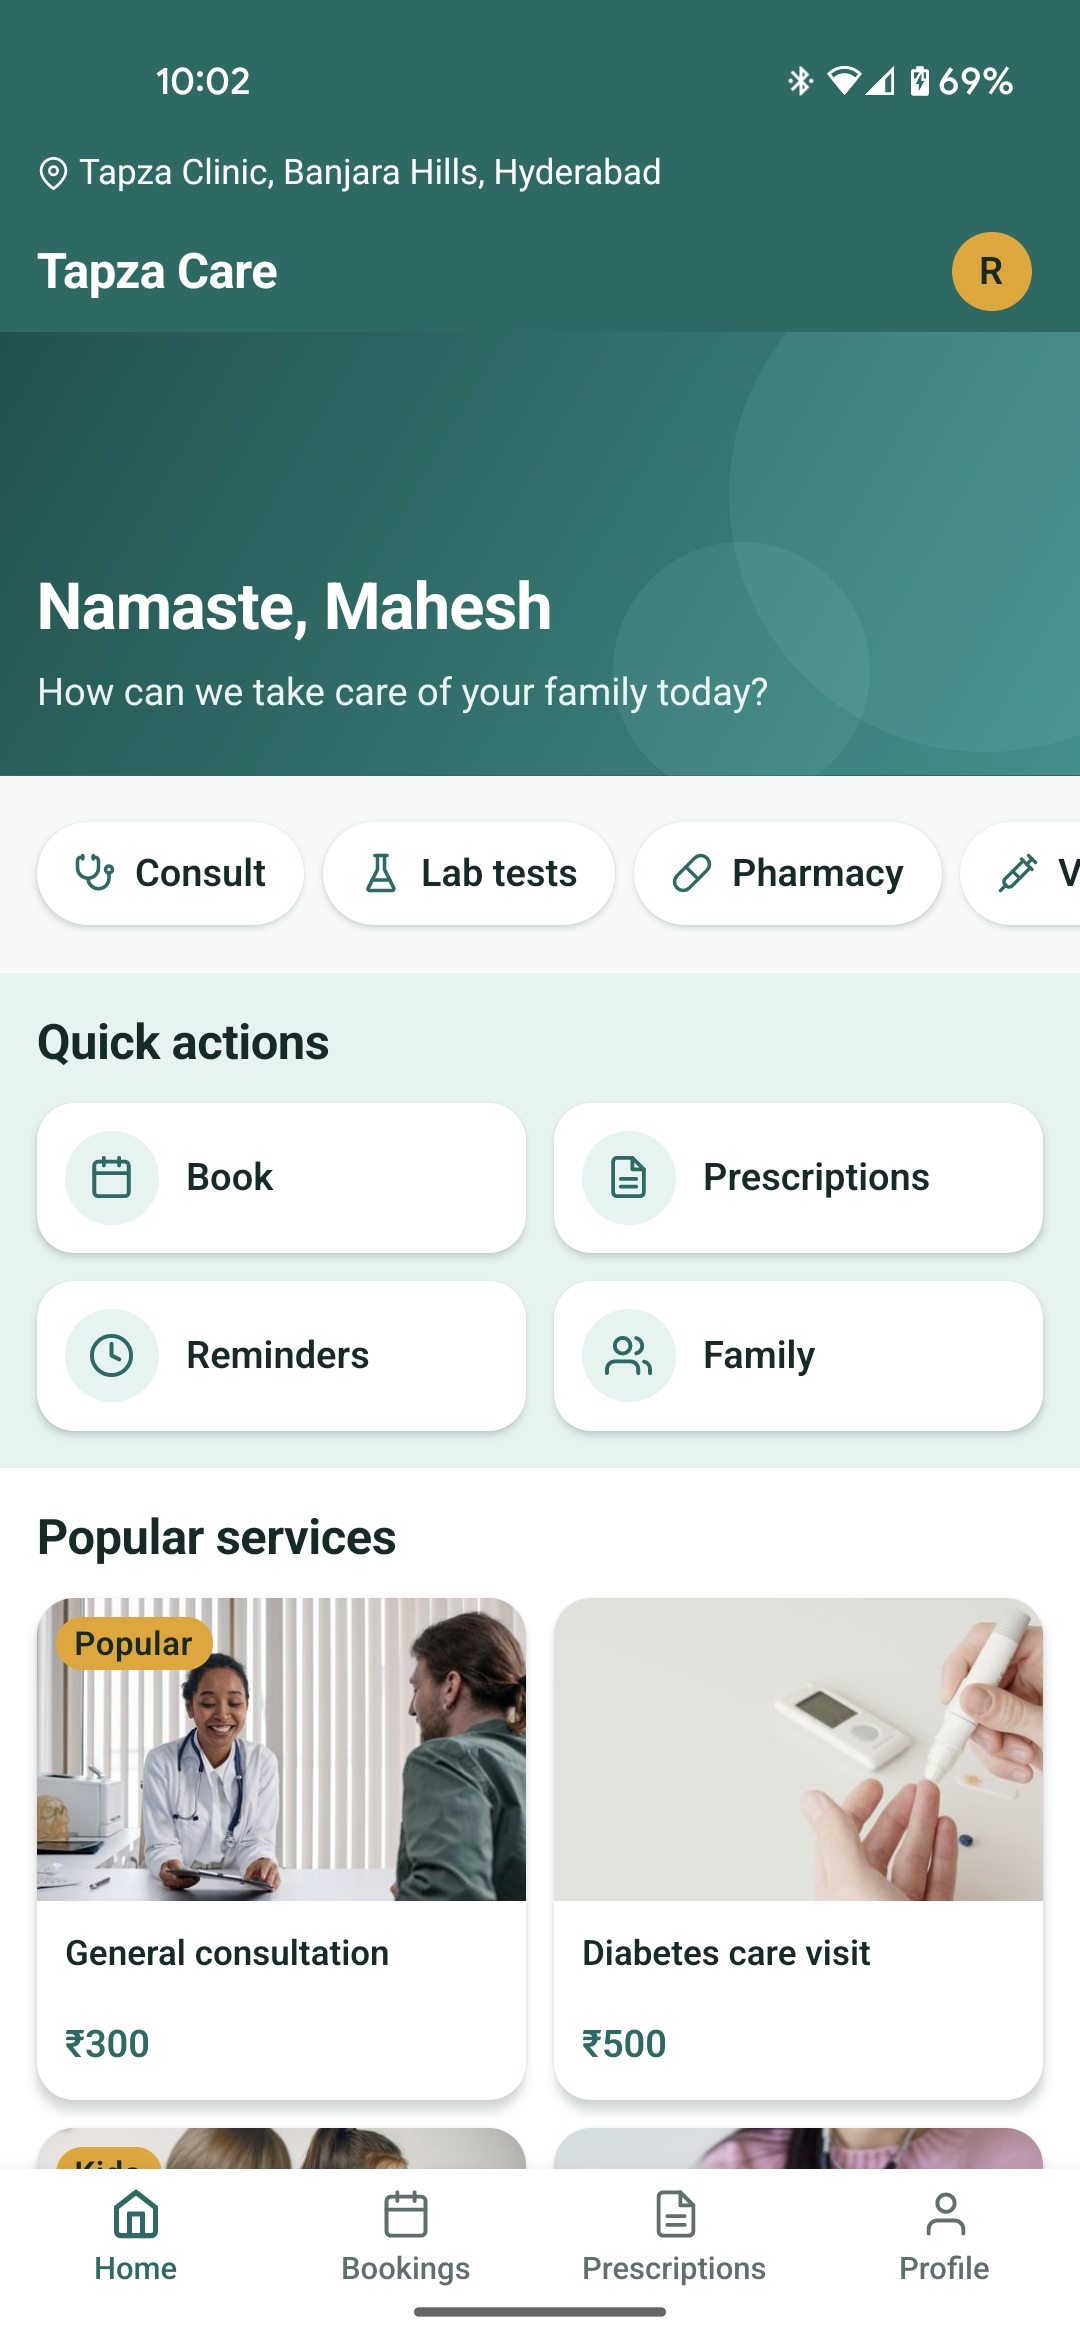 10:02
69%
Tapza Clinic, Banjara Hills, Hyderabad
Tapza Care
R
Namaste, Mahesh
How can we take care of your family today?
Consult
Lab tests
Pharmacy
V
Quick actions
Book
Prescriptions
Reminders
Family
Popular services
Popular
General consultation
₹300
Diabetes care visit
₹500
Home
Bookings
Prescriptions
Profile